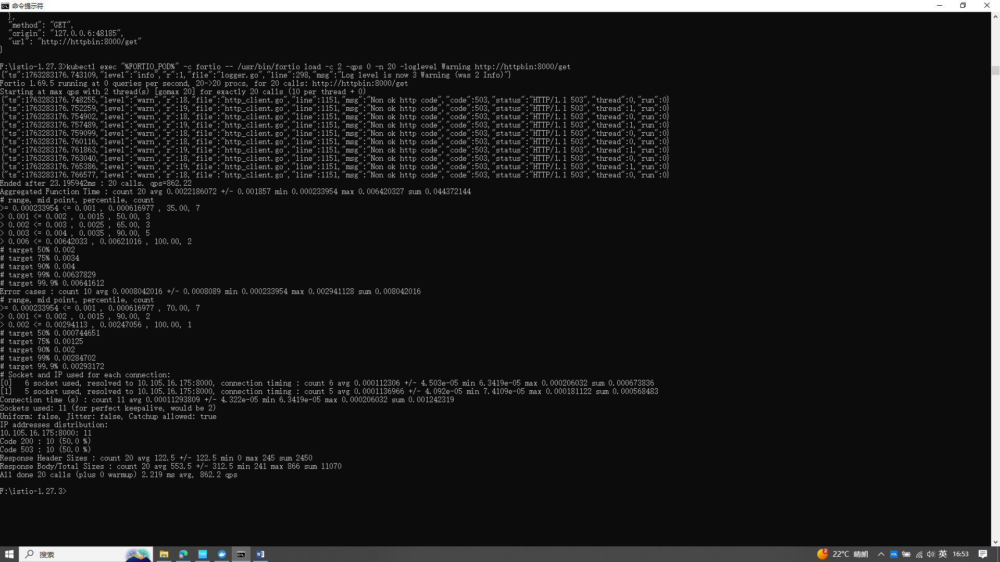 命令提示符
  },
  "method": "GET",
  "origin": "127.0.0.6:48185",
  "url": "http://httpbin:8000/get"
}
F:\istio-1.27.3>kubectl exec "%FORTIO_POD%" -c fortio -- /usr/bin/fortio load -c 2 -qps 0 -n 20 -loglevel Warning http://httpbin:8000/get
{"ts":1763283176.743109,"level":"info","r":1,"file":"logger.go","line":298,"msg":"Log level is now 3 Warning (was 2 Info)"}
Fortio 1.69.5 running at 0 queries per second, 20->20 procs, for 20 calls: http://httpbin:8000/get
Starting at max qps with 2 thread(s) [gomax 20] for exactly 20 calls (10 per thread + 0)
{"ts":1763283176.748255,"level":"warn","r":18,"file":"http_client.go","line":1151,"msg":"Non ok http code","code":503,"status":"HTTP/1.1 503","thread":0,"run":0}
{"ts":1763283176.752259,"level":"warn","r":19,"file":"http_client.go","line":1151,"msg":"Non ok http code","code":503,"status":"HTTP/1.1 503","thread":1,"run":0}
{"ts":1763283176.754902,"level":"warn","r":18,"file":"http_client.go","line":1151,"msg":"Non ok http code","code":503,"status":"HTTP/1.1 503","thread":0,"run":0}
{"ts":1763283176.757489,"level":"warn","r":19,"file":"http_client.go","line":1151,"msg":"Non ok http code","code":503,"status":"HTTP/1.1 503","thread":1,"run":0}
{"ts":1763283176.759099,"level":"warn","r":18,"file":"http_client.go","line":1151,"msg":"Non ok http code","code":503,"status":"HTTP/1.1 503","thread":0,"run":0}
{"ts":1763283176.760116,"level":"warn","r":18,"file":"http_client.go","line":1151,"msg":"Non ok http code","code":503,"status":"HTTP/1.1 503","thread":0,"run":0}
{"ts":1763283176.761863,"level":"warn","r":19,"file":"http_client.go","line":1151,"msg":"Non ok http code","code":503,"status":"HTTP/1.1 503","thread":1,"run":0}
{"ts":1763283176.763040,"level":"warn","r":18,"file":"http_client.go","line":1151,"msg":"Non ok http code","code":503,"status":"HTTP/1.1 503","thread":0,"run":0}
{"ts":1763283176.765386,"level":"warn","r":19,"file":"http_client.go","line":1151,"msg":"Non ok http code","code":503,"status":"HTTP/1.1 503","thread":1,"run":0}
{"ts":1763283176.766577,"level":"warn","r":18,"file":"http_client.go","line":1151,"msg":"Non ok http code","code":503,"status":"HTTP/1.1 503","thread":0,"run":0}
Ended after 23.195942ms : 20 calls. qps=862.22
Aggregated Function Time : count 20 avg 0.0022186072 +/- 0.001857 min 0.000233954 max 0.006420327 sum 0.044372144
# range, mid point, percentile, count
>= 0.000233954 <= 0.001 , 0.000616977 , 35.00, 7
> 0.001 <= 0.002 , 0.0015 , 50.00, 3
> 0.002 <= 0.003 , 0.0025 , 65.00, 3
> 0.003 <= 0.004 , 0.0035 , 90.00, 5
> 0.006 <= 0.00642033 , 0.00621016 , 100.00, 2
# target 50% 0.002
# target 75% 0.0034
# target 90% 0.004
# target 99% 0.00637829
# target 99.9% 0.00641612
Error cases : count 10 avg 0.0008042016 +/- 0.0008089 min 0.000233954 max 0.002941128 sum 0.008042016
# range, mid point, percentile, count
>= 0.000233954 <= 0.001 , 0.000616977 , 70.00, 7
> 0.001 <= 0.002 , 0.0015 , 90.00, 2
> 0.002 <= 0.00294113 , 0.00247056 , 100.00, 1
# target 50% 0.000744651
# target 75% 0.00125
# target 90% 0.002
# target 99% 0.00284702
# target 99.9% 0.00293172
# Socket and IP used for each connection:
[0]   6 socket used, resolved to 10.105.16.175:8000, connection timing : count 6 avg 0.000112306 +/- 4.503e-05 min 6.3419e-05 max 0.000206032 sum 0.000673836
[1]   5 socket used, resolved to 10.105.16.175:8000, connection timing : count 5 avg 0.0001136966 +/- 4.092e-05 min 7.4109e-05 max 0.000181122 sum 0.000568483
Connection time (s) : count 11 avg 0.00011293809 +/- 4.322e-05 min 6.3419e-05 max 0.000206032 sum 0.001242319
Sockets used: 11 (for perfect keepalive, would be 2)
Uniform: false, Jitter: false, Catchup allowed: true
IP addresses distribution:
10.105.16.175:8000: 11
Code 200 : 10 (50.0 %)
Code 503 : 10 (50.0 %)
Response Header Sizes : count 20 avg 122.5 +/- 122.5 min 0 max 245 sum 2450
Response Body/Total Sizes : count 20 avg 553.5 +/- 312.5 min 241 max 866 sum 11070
All done 20 calls (plus 0 warmup) 2.219 ms avg, 862.2 qps
F:\istio-1.27.3>
搜索
Tyty
2
22°C 晴朗
英
16:53